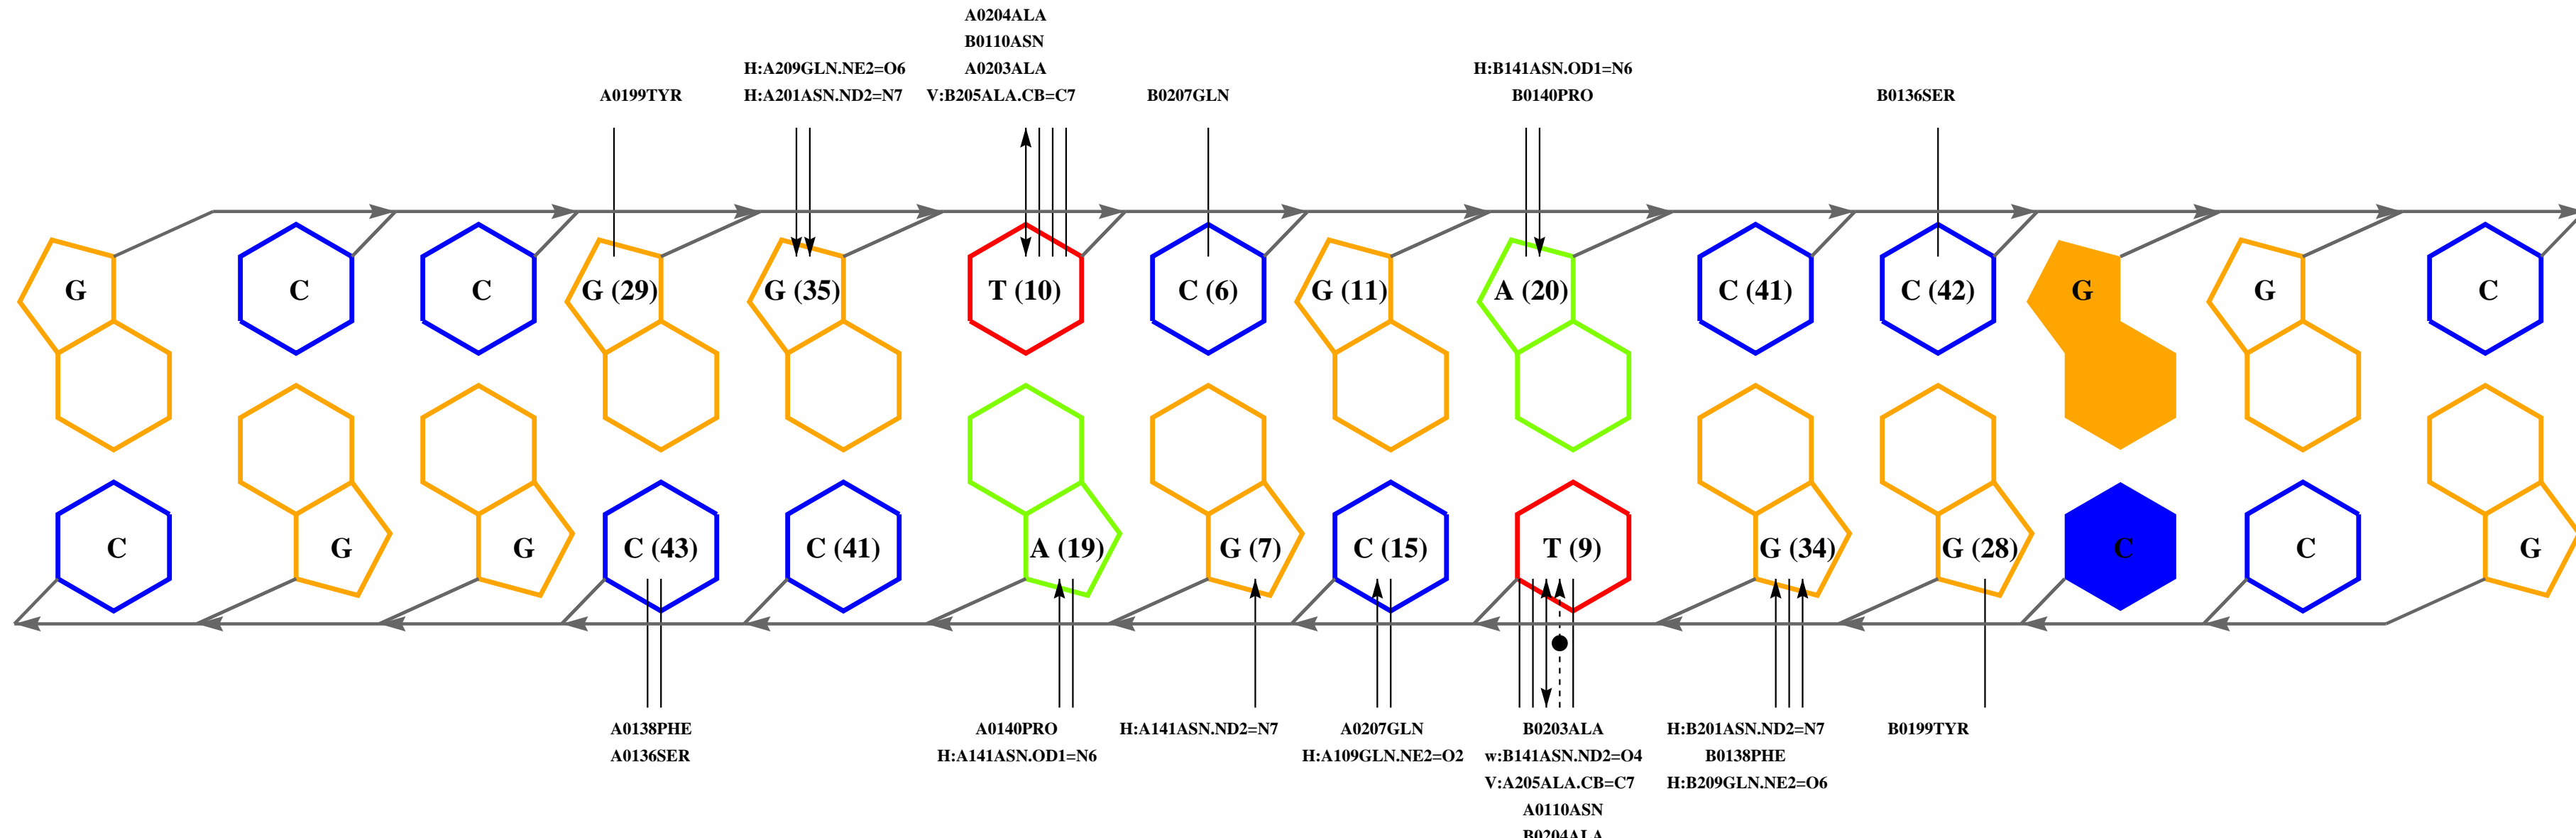 A0204ALA
B0110ASN
H:A209GLN.NE2=O6 A0203ALA H:B141ASN.OD1=N6
A0199TYR H:A201ASN.ND2=N7 V:B205ALA.CB=C7 B0207GLN B0140PRO B0136SER
G C C G (29) G (35) T (10) C (6) G (11) A (20) C (41) C (42) G G C
C G G C (43) C (41) A (19) G (7) C (15) T (9) G (34) G (28) C C G
A0138PHE A0140PRO H:A141ASN.ND2=N7 A0207GLN B0203ALA H:B201ASN.ND2=N7 B0199TYR
A0136SER H:A141ASN.OD1=N6 H:A109GLN.NE2=O2 w:B141ASN.ND2=O4 B0138PHE
V:A205ALA.CB=C7 H:B209GLN.NE2=O6
A0110ASN
B0204ALA